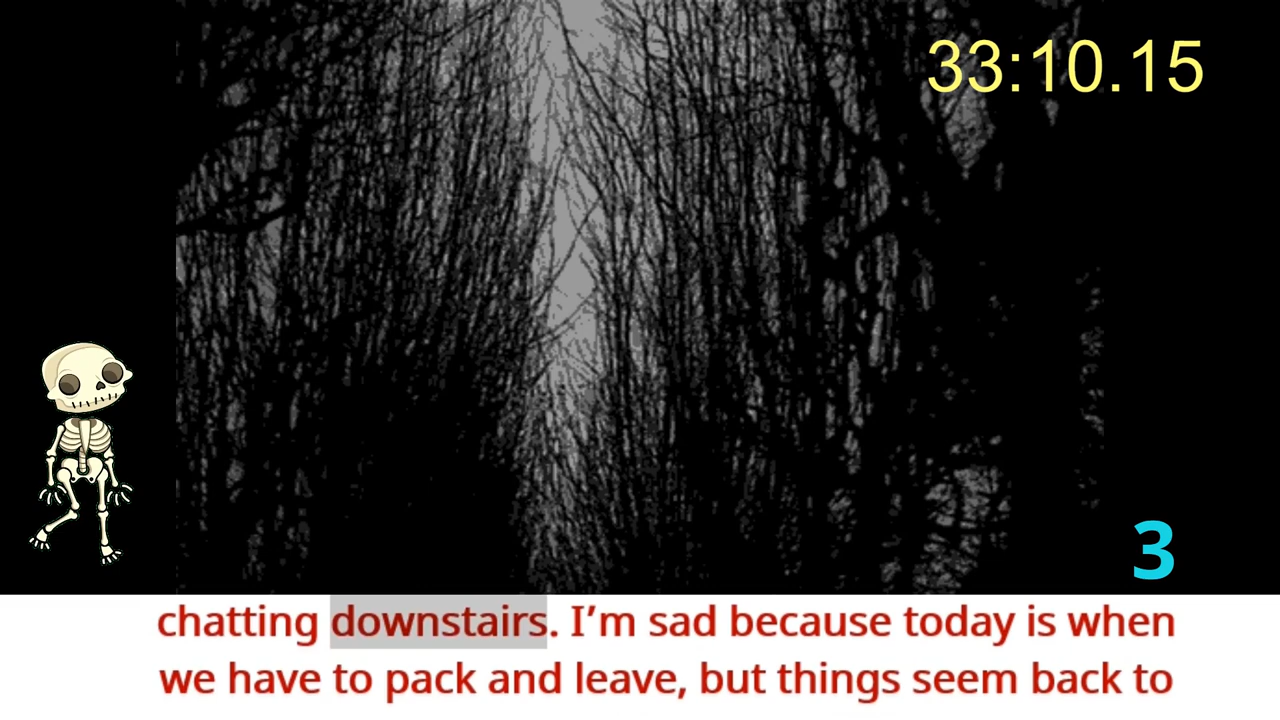 33:10.15
3
chatting downstairs. I’m sad because today is when
we have to pack and leave, but things seem back to